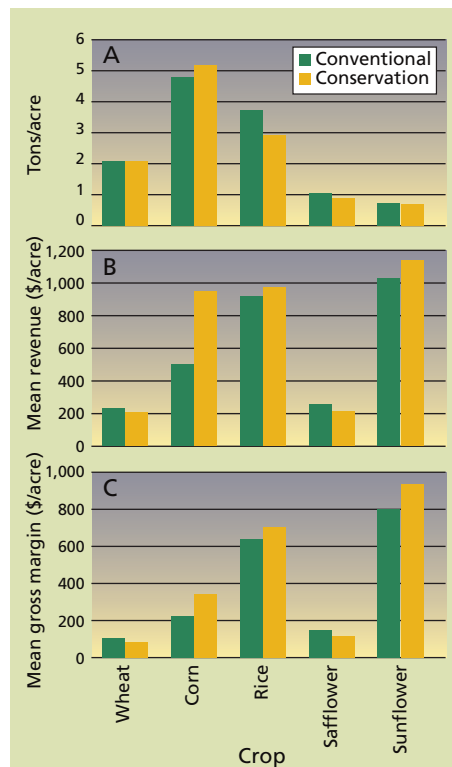 A
Conventional
Conservation
Tons/acre
6
5
4
3
2
1
0
B
Mean revenue ($/acre)
1,200
1,000
800
600
400
200
0
C
Mean gross margin ($/acre)
1,000
800
600
400
200
0
Wheat
Corn
Rice
Safflower
Sunflower
Crop